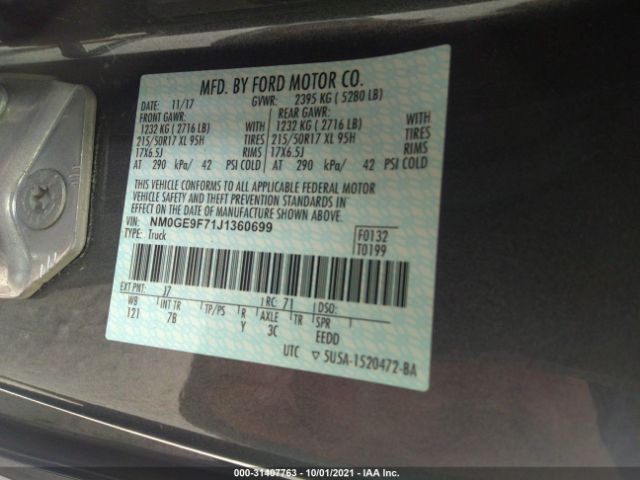 MFD. BY FORD MOTOR CO.
DATE: 11/17 GVWR: 2395 KG ( 5280 LB)
FRONT GAWR: REAR GAWR:
1232 KG ( 2716 LB) WITH 1232 KG ( 2716 LB) WITH
215/50R17 XL 95H TIRES 215/50R17 XL 95H TIRES
17X6.5J RIMS 17X6.5J RIMS
AT 290 kPa/ 42 PSI COLD AT 290 kPa/ 42 PSI COLD
THIS VEHICLE CONFORMS TO ALL APPLICABLE FEDERAL MOTOR
VEHICLE SAFETY AND THEFT PREVENTION STANDARDS IN
EFFECT ON THE DATE OF MANUFACTURE SHOWN ABOVE.
VIN: NM0GE9F71J1360699
TYPE: Truck
F0132
T0199
EXT PNT: J7 RC: 71 DSO:
WB INT TR TP/PS R AXLE TR SPR
121 7B Y 3C EEDD
UTC ▽ 5U5A-1520472-BA
000-31407763 - 10/01/2021 - IAA Inc.